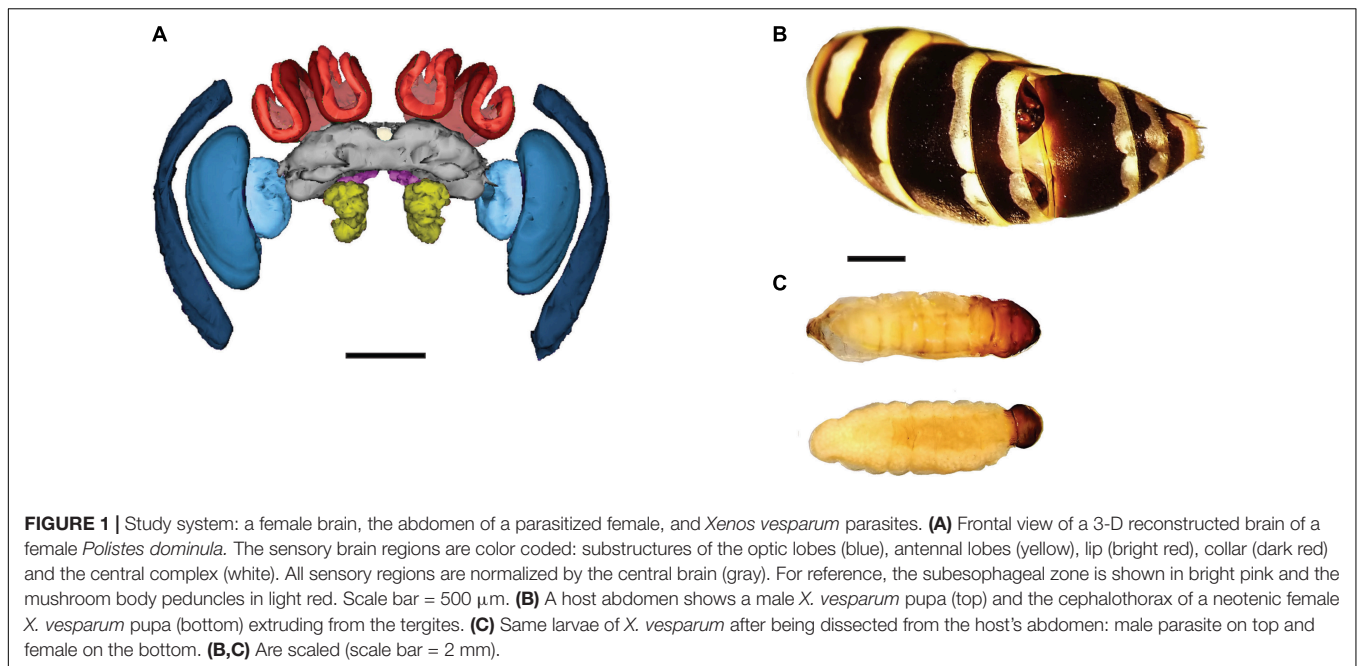 A
B
C
FIGURE 1 | Study system: a female brain, the abdomen of a parasitized female, and Xenos vesparum parasites. (A) Frontal view of a 3-D reconstructed brain of a
female Polistes dominula. The sensory brain regions are color coded: substructures of the optic lobes (blue), antennal lobes (yellow), lip (bright red), collar (dark red)
and the central complex (white). All sensory regions are normalized by the central brain (gray). For reference, the subesophageal zone is shown in bright pink and the
mushroom body peduncles in light red. Scale bar = 500 μm. (B) A host abdomen shows a male X. vesparum pupa (top) and the cephalothorax of a neotenic female
X. vesparum pupa (bottom) extruding from the tergites. (C) Same larvae of X. vesparum after being dissected from the host's abdomen: male parasite on top and
female on the bottom. (B,C) Are scaled (scale bar = 2 mm).